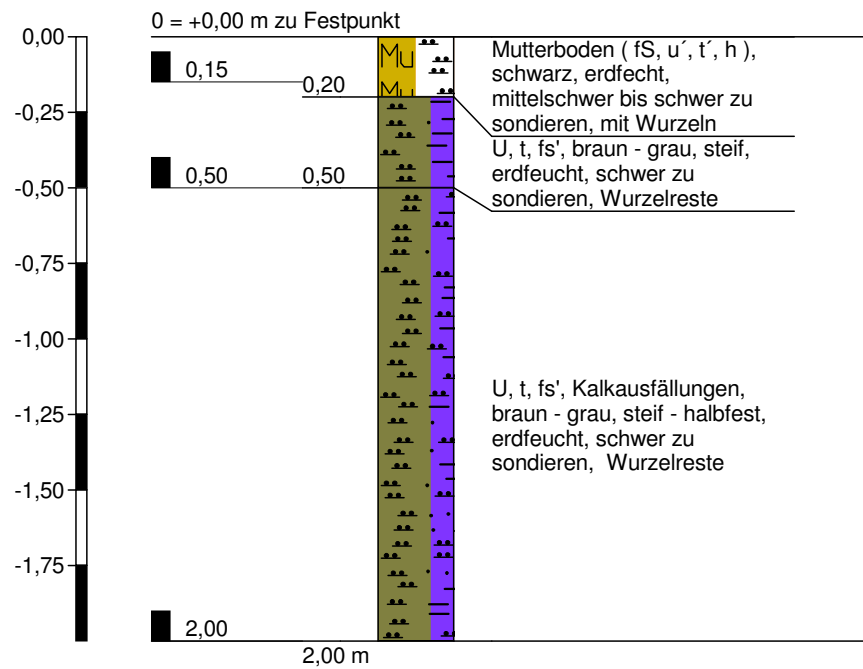 0 = +0,00 m zu Festpunkt
0,00
Mu
Mutterboden ( fS, u´, t´, h ),
schwarz, erdfecht,
mittelschwer bis schwer zu
sondieren, mit Wurzeln
0,15
0,20
Mu
-0,25
U, t, fs', braun - grau, steif,
erdfeucht, schwer zu
sondieren, Wurzelreste
0,50
0,50
-0,50
-0,75
-1,00
-1,25
U, t, fs', Kalkausfällungen,
braun - grau, steif - halbfest,
erdfeucht, schwer zu
sondieren, Wurzelreste
-1,50
-1,75
2,00
2,00 m